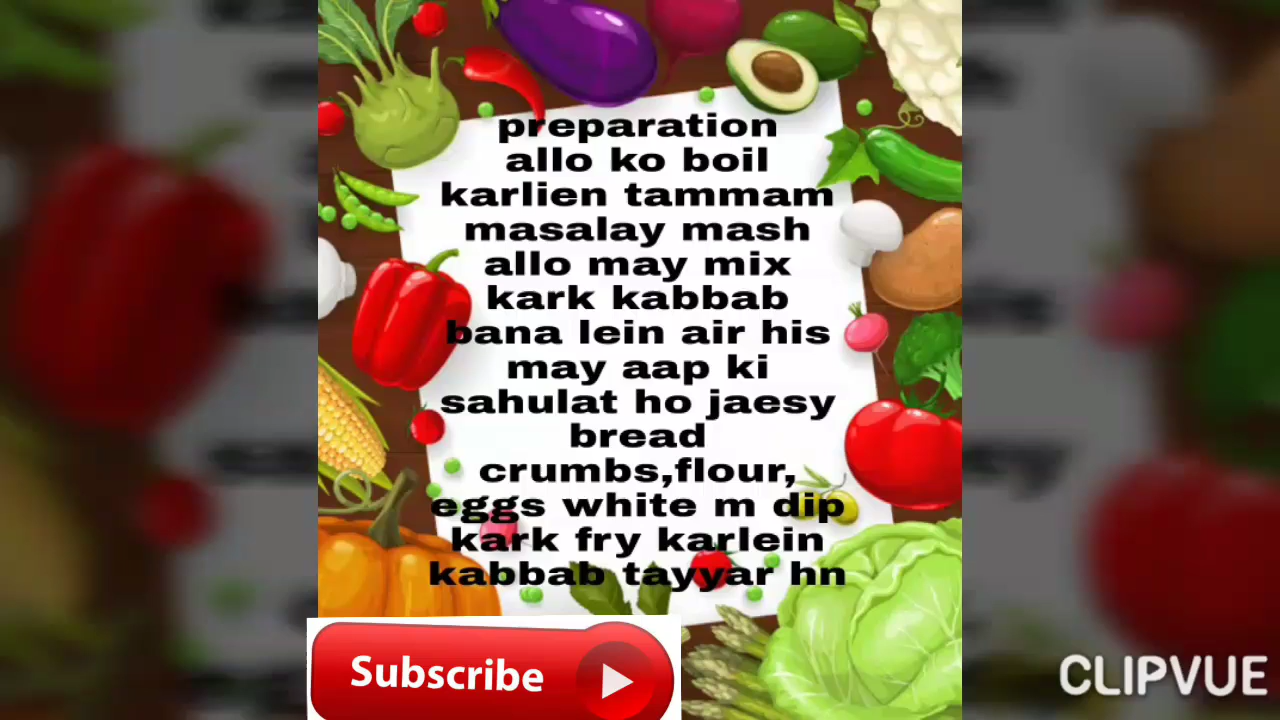 preparation
allo ko boil
karlien tammam
masalay mash
allo may mix
kark kabbab
bana lein air his
may aap ki
sahulat ho jaesy
bread
crumbs,flour,
eggs white m dip
kark fry karlein
kabbab tayyar hn
Subscribe
CLIPVUE